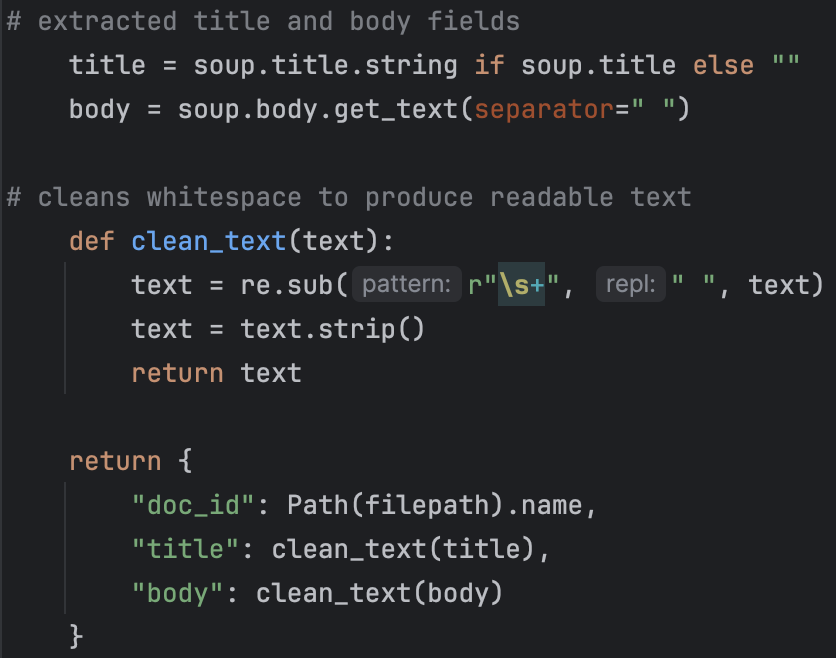 # extracted title and body fields
    title = soup.title.string if soup.title else ""
    body = soup.body.get_text(separator=" ")

# cleans whitespace to produce readable text
    def clean_text(text):
        text = re.sub( pattern: r"\s+",  repl: " ", text)
        text = text.strip()
        return text

    return {
        "doc_id": Path(filepath).name,
        "title": clean_text(title),
        "body": clean_text(body)
    }